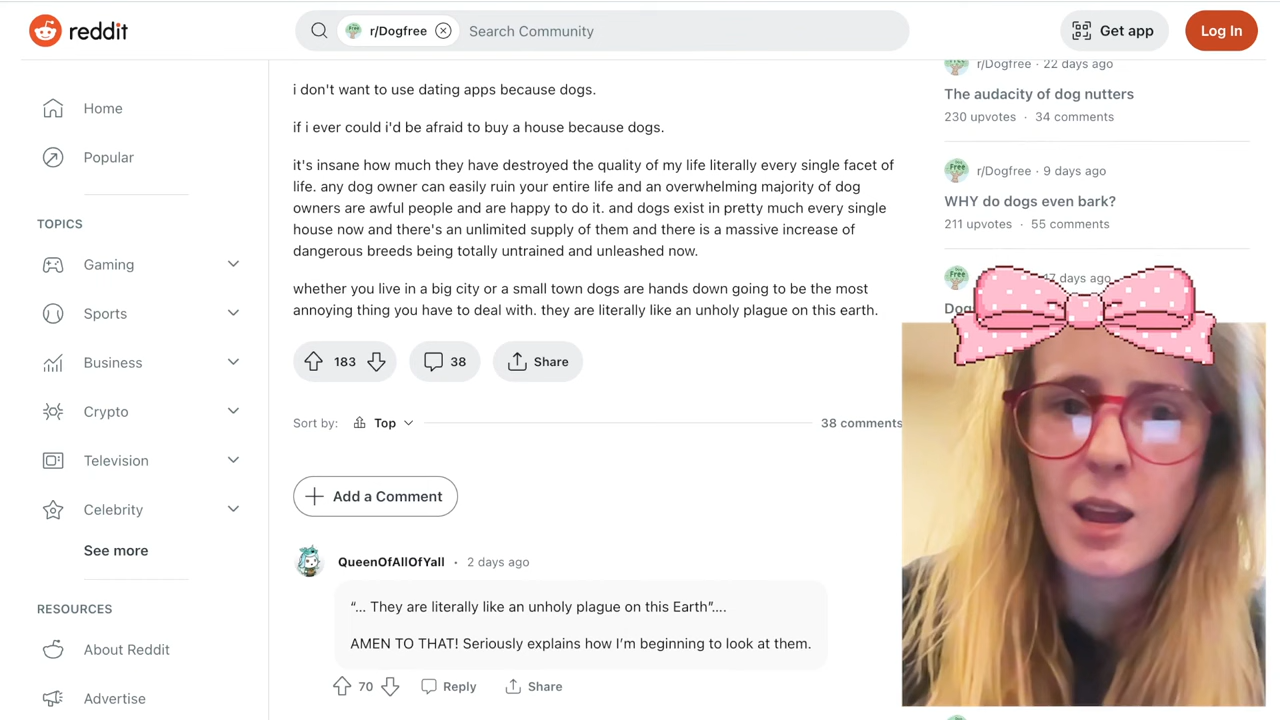 reddit
r/Dogfree
Search Community
Get app
Log In
Home
Popular
TOPICS
Gaming
Sports
Business
Crypto
Television
Celebrity
See more
RESOURCES
About Reddit
Advertise
i don't want to use dating apps because dogs.
if i ever could i'd be afraid to buy a house because dogs.
it's insane how much they have destroyed the quality of my life literally every single facet of
life. any dog owner can easily ruin your entire life and an overwhelming majority of dog
owners are awful people and are happy to do it. and dogs exist in pretty much every single
house now and there's an unlimited supply of them and there is a massive increase of
dangerous breeds being totally untrained and unleashed now.
whether you live in a big city or a small town dogs are hands down going to be the most
annoying thing you have to deal with. they are literally like an unholy plague on this earth.
183
38
Share
Sort by:
Top
38 comments
Add a Comment
QueenOfAllOfYall • 2 days ago
“... They are literally like an unholy plague on this Earth”....
AMEN TO THAT! Seriously explains how I’m beginning to look at them.
70
Reply
Share
r/Dogfree · 22 days ago
The audacity of dog nutters
230 upvotes · 34 comments
r/Dogfree · 9 days ago
WHY do dogs even bark?
211 upvotes · 55 comments
17 days ago